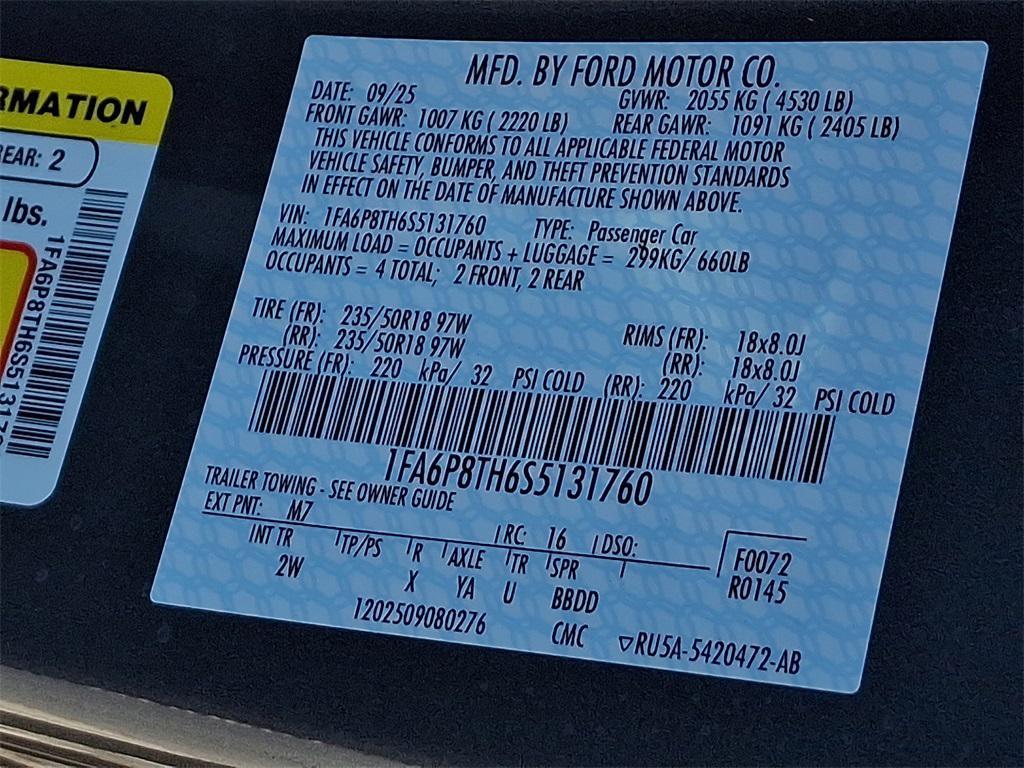 RMATION
REAR: 2
lbs.
1FA6P8TH6S5131
MFD. BY FORD MOTOR CO.
DATE: 09/25 GVWR: 2055 KG ( 4530 LB)
FRONT GAWR: 1007 KG ( 2220 LB) REAR GAWR: 1091 KG ( 2405 LB)
THIS VEHICLE CONFORMS TO ALL APPLICABLE FEDERAL MOTOR
VEHICLE SAFETY, BUMPER, AND THEFT PREVENTION STANDARDS
IN EFFECT ON THE DATE OF MANUFACTURE SHOWN ABOVE.
VIN: 1FA6P8TH6S5131760 TYPE: Passenger Car
MAXIMUM LOAD = OCCUPANTS + LUGGAGE = 299KG/ 660LB
OCCUPANTS = 4 TOTAL; 2 FRONT, 2 REAR
TIRE (FR): 235/50R18 97W RIMS (FR): 18x8.0J
(RR): 235/50R18 97W (RR): 18x8.0J
PRESSURE (FR): 220 kPa/ 32 PSI COLD (RR): 220 kPa/ 32 PSI COLD
1FA6P8TH6S5131760
TRAILER TOWING - SEE OWNER GUIDE
EXT PNT: M7 RC: 16 DSO: F0072
INT TR TP/PS R AXLE TR SPR R0145
2W X YA U BBDD
1202509080276 CMC ▽RU5A-5420472-AB